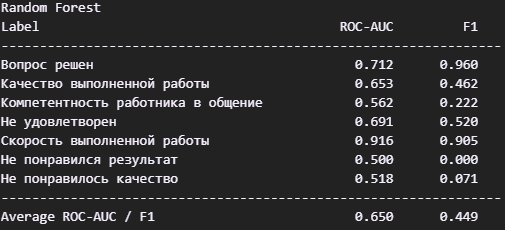 Random Forest
Label ROC-AUC F1
----------------------------------------------------------------
Вопрос решен 0.712 0.960
Качество выполненной работы 0.653 0.462
Компетентность работника в общение 0.562 0.222
Не удовлетворен 0.691 0.520
Скорость выполненной работы 0.916 0.905
Не понравился результат 0.500 0.000
Не понравилось качество 0.518 0.071
----------------------------------------------------------------
Average ROC-AUC / F1 0.650 0.449